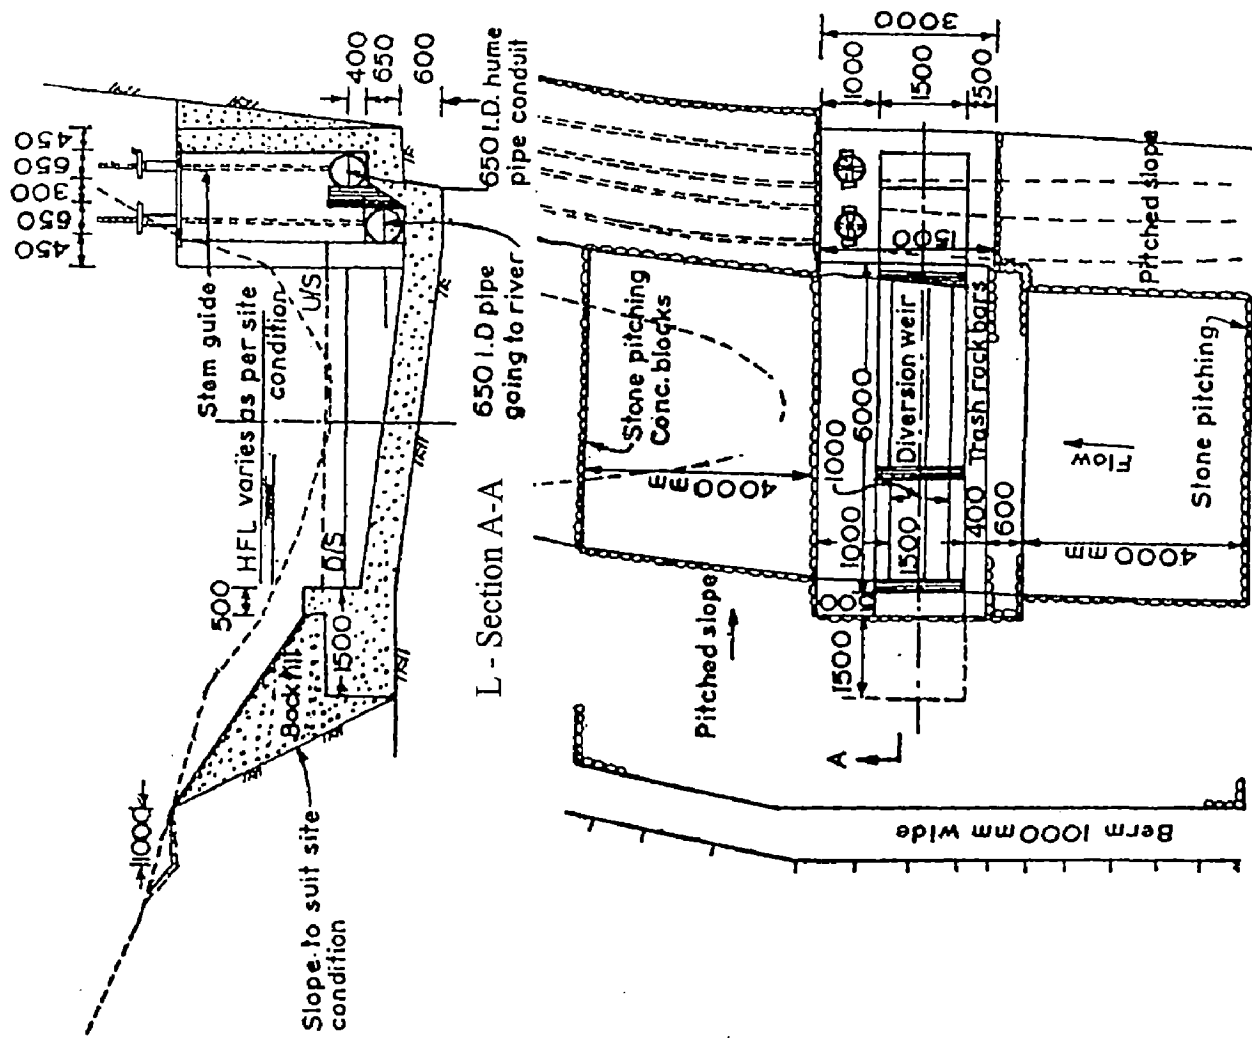 450
650
300
650
450
400
650
600
Stem guide
HFL varies as per site
condition
U/S
D/S
500
1500
Back fill
1000
Slope to suit site
condition
650 I.D. hume
pipe conduit
650 I.D pipe
going to river
L - Section A-A
3000
1000
1500
500
1500
Pitched slope
Stone pitching
Conc. blocks
4000
mm
6000
1000
1000
1500
Diversion weir
Trash rack bars
400
600
Flow
4000
mm
Stone pitching
Pitched slope
1500
A
Berm 1000mm wide